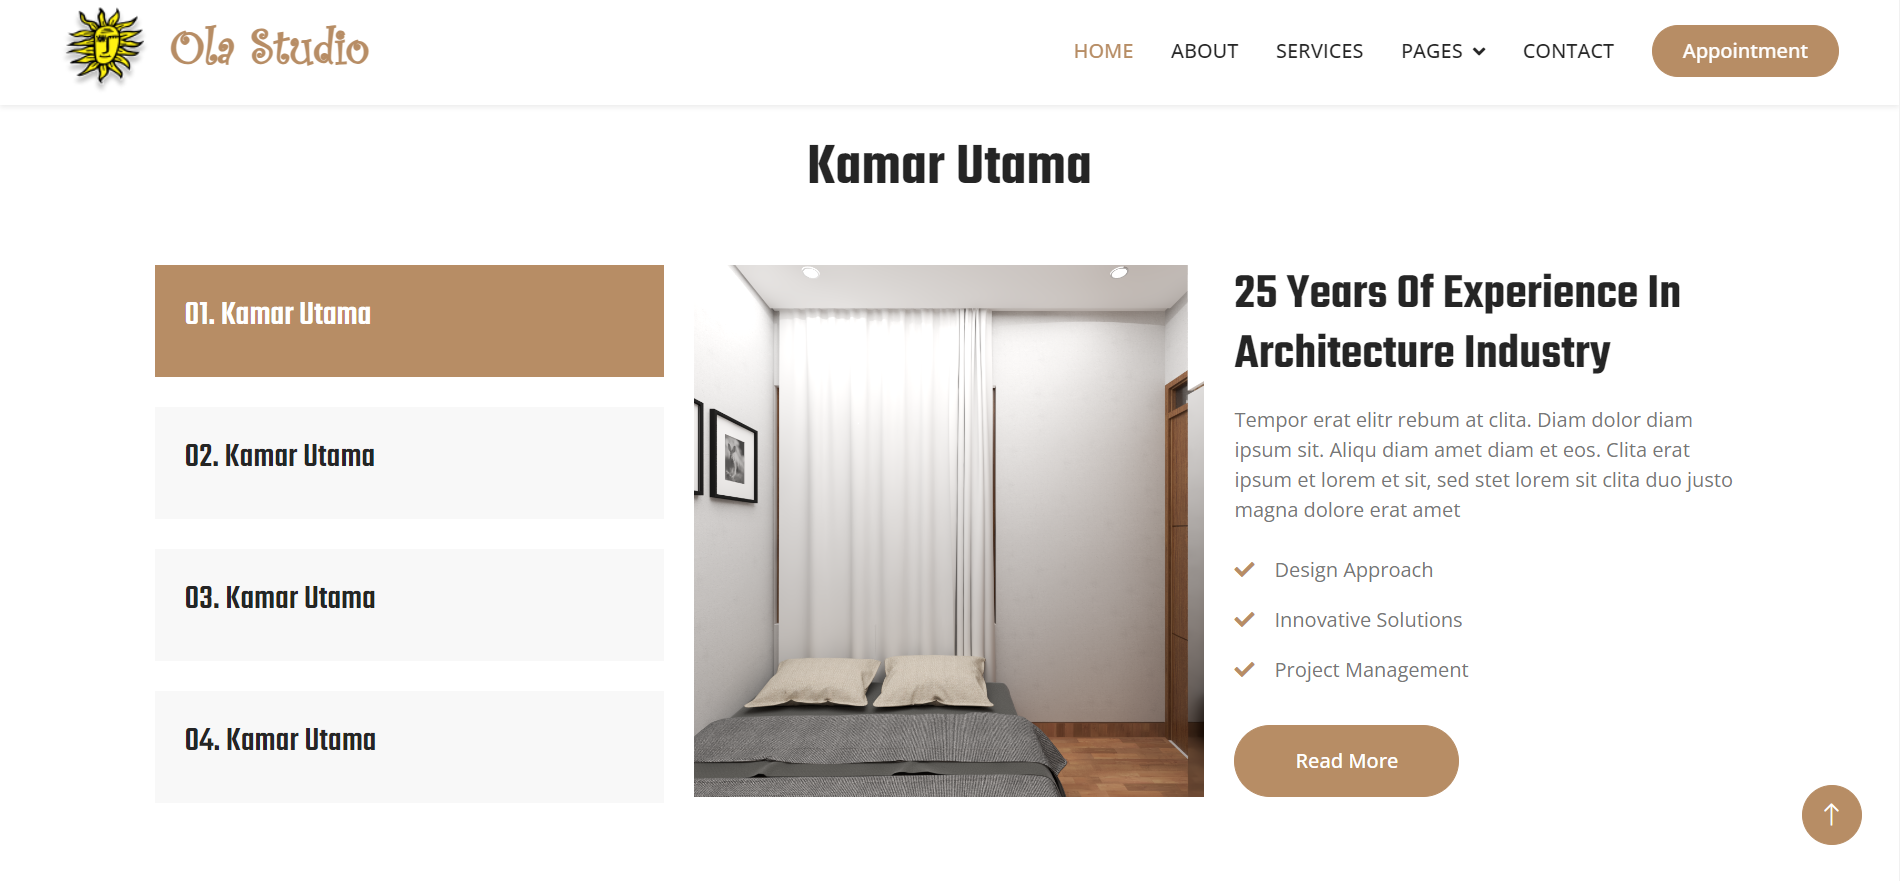 Ola Studio
HOME
ABOUT
SERVICES
PAGES
CONTACT
Appointment
Kamar Utama
01. Kamar Utama
02. Kamar Utama
03. Kamar Utama
04. Kamar Utama
25 Years Of Experience In
Architecture Industry
Tempor erat elitr rebum at clita. Diam dolor diam
ipsum sit. Aliqu diam amet diam et eos. Clita erat
ipsum et lorem et sit, sed stet lorem sit clita duo justo
magna dolore erat amet
Design Approach
Innovative Solutions
Project Management
Read More